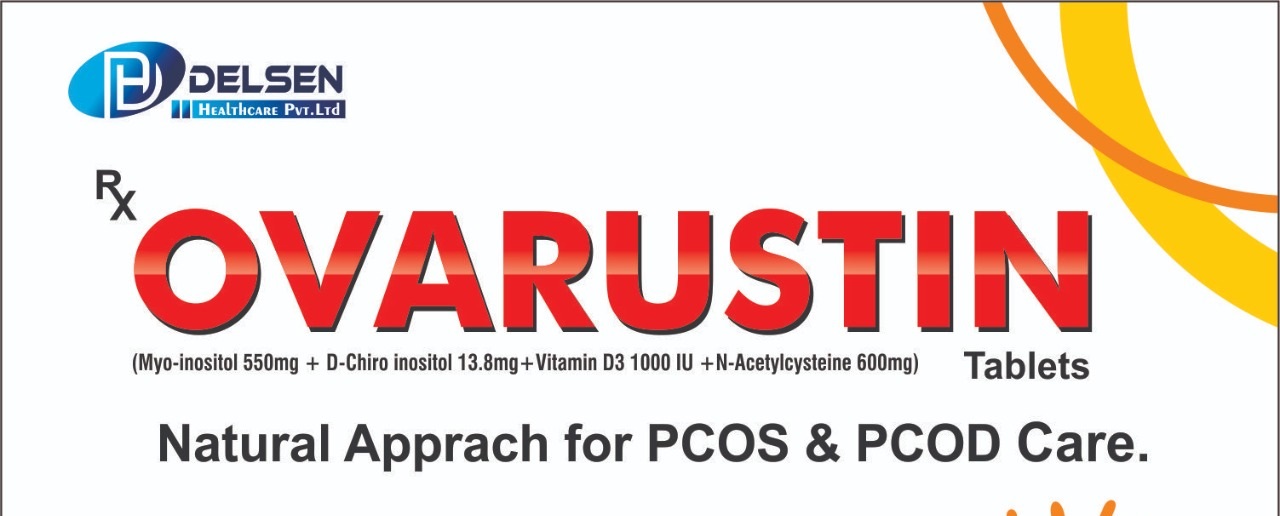 DH DELSEN
Healthcare Pvt.Ltd
Rx
OVARUSTIN
(Myo-inositol 550mg + D-Chiro inositol 13.8mg+Vitamin D3 1000 IU +N-Acetylcysteine 600mg) Tablets
Natural Apprach for PCOS & PCOD Care.